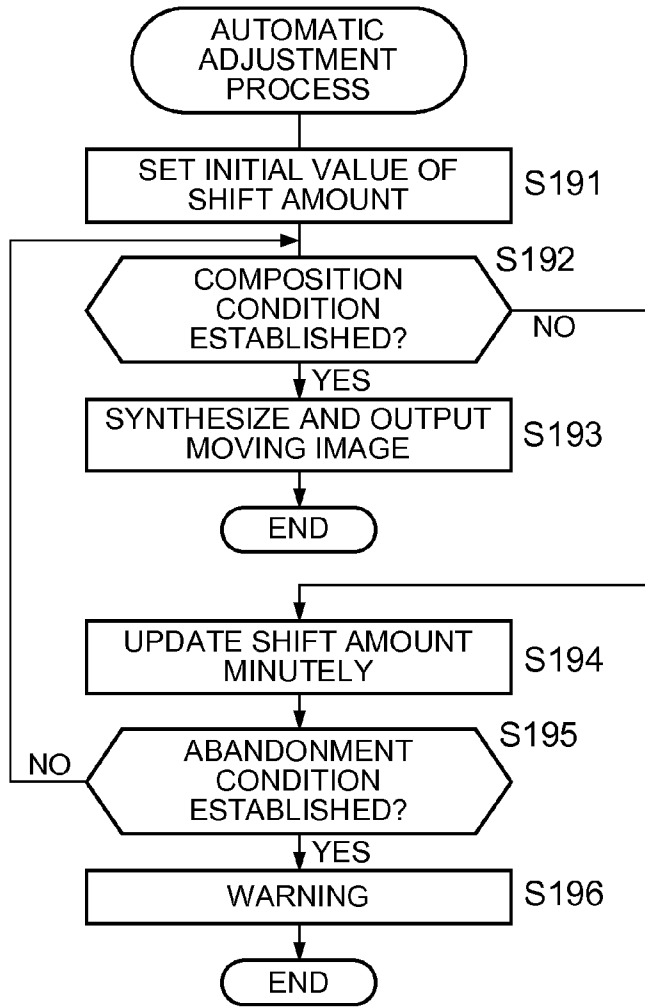 AUTOMATIC
ADJUSTMENT
PROCESS
SET INITIAL VALUE OF
SHIFT AMOUNT
S191
S192
COMPOSITION
CONDITION
ESTABLISHED?
NO
YES
SYNTHESIZE AND OUTPUT
MOVING IMAGE
S193
END
UPDATE SHIFT AMOUNT
MINUTELY
S194
S195
ABANDONMENT
CONDITION
ESTABLISHED?
NO
YES
WARNING
S196
END